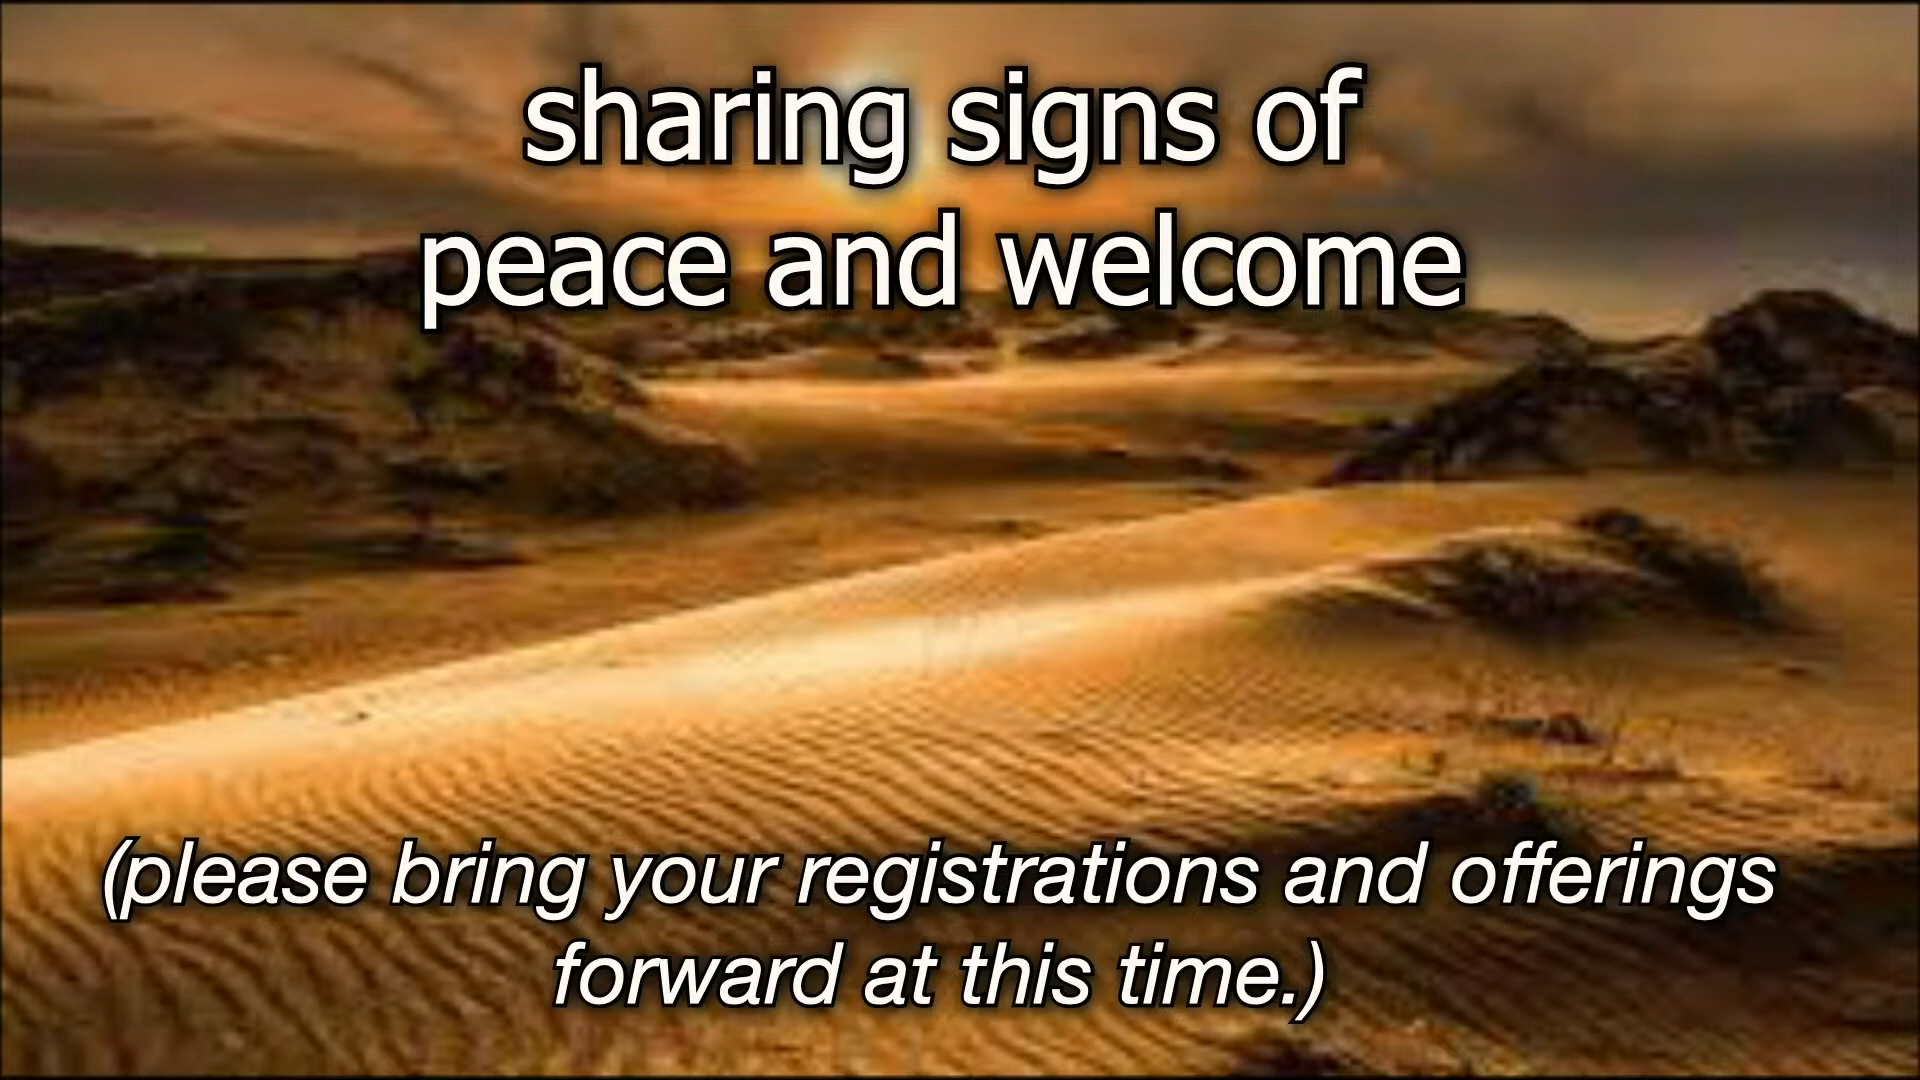 sharing signs of
peace and welcome
(please bring your registrations and offerings
forward at this time.)